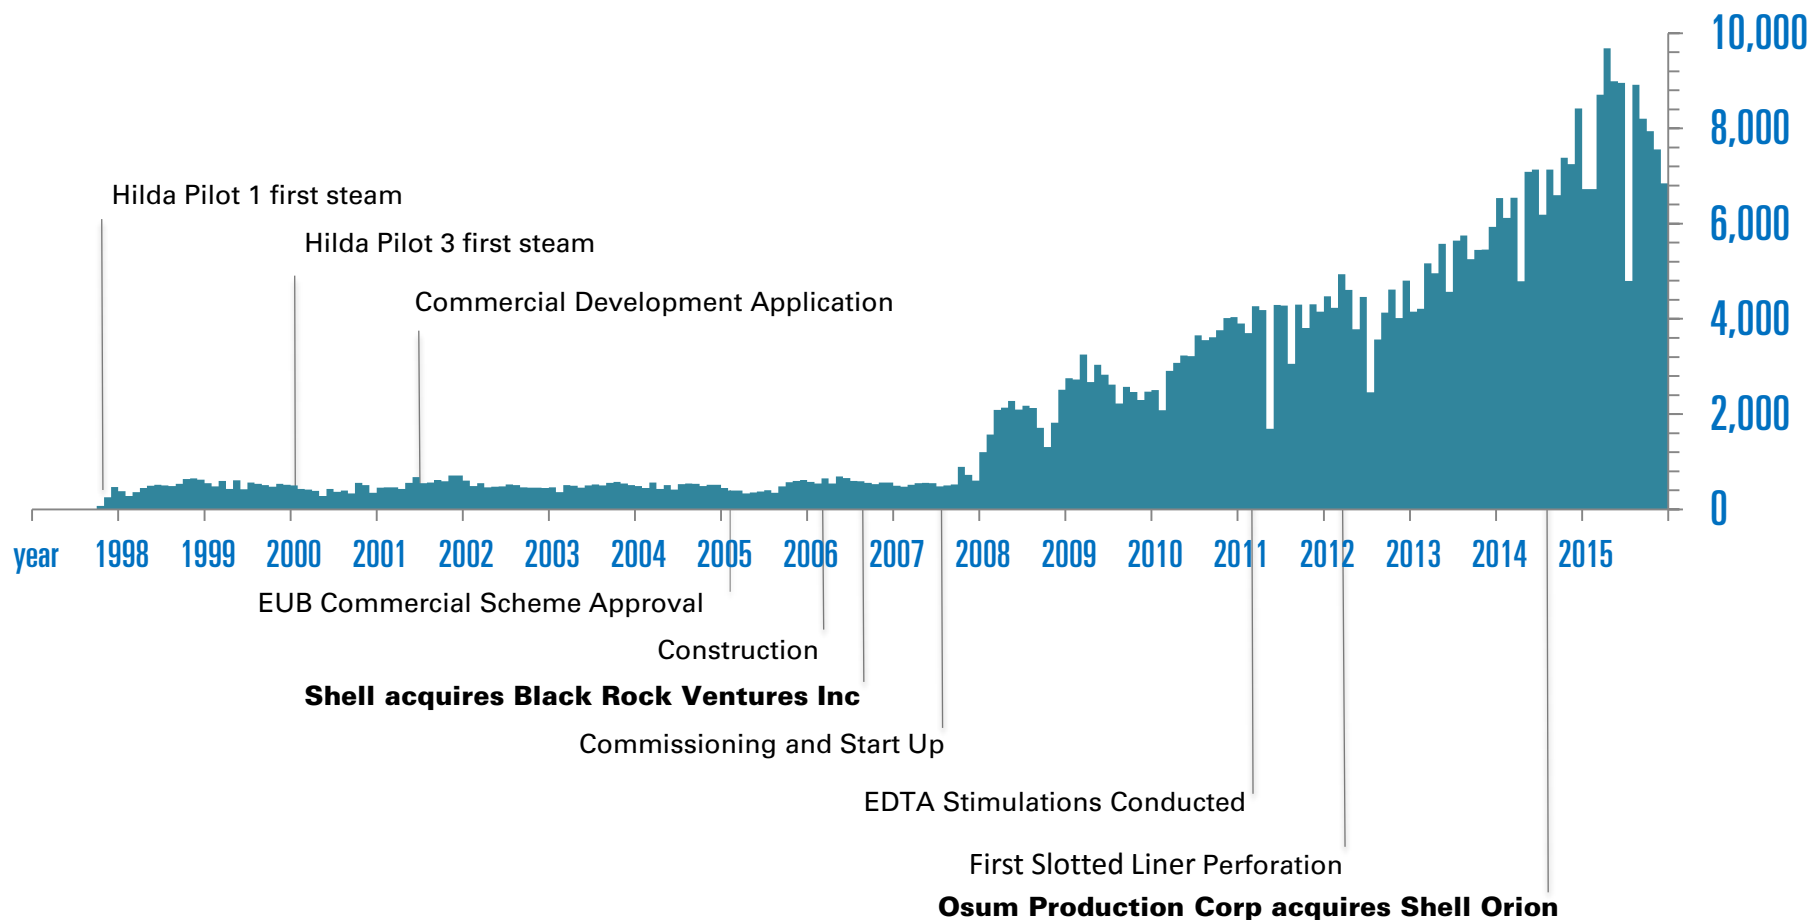 10,000
8,000
Hilda Pilot 1 first steam
6,000
Hilda Pilot 3 first steam
Commercial Development Application
4,000
2,000
0
year 1998 1999 2000 2001 2002 2003 2004 2005 2006 2007 2008 2009 2010 2011 2012 2013 2014 2015
EUB Commercial Scheme Approval
Construction
Shell acquires Black Rock Ventures Inc
Commissioning and Start Up
EDTA Stimulations Conducted
First Slotted Liner Perforation
Osum Production Corp acquires Shell Orion